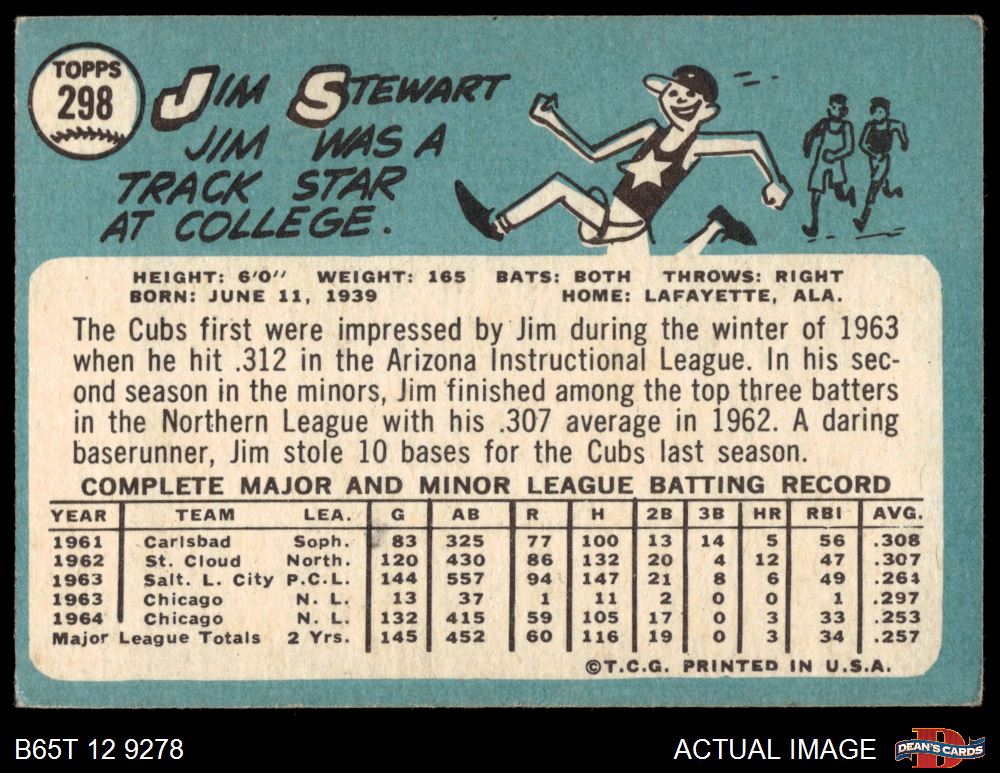 TOPPS
298
JIM STEWART
JIM WAS A
TRACK STAR
AT COLLEGE.
HEIGHT: 6'0" WEIGHT: 165 BATS: BOTH THROWS: RIGHT
BORN: JUNE 11, 1939 HOME: LAFAYETTE, ALA.
The Cubs first were impressed by Jim during the winter of 1963
when he hit .312 in the Arizona Instructional League. In his sec-
ond season in the minors, Jim finished among the top three batters
in the Northern League with his .307 average in 1962. A daring
baserunner, Jim stole 10 bases for the Cubs last season.
COMPLETE MAJOR AND MINOR LEAGUE BATTING RECORD
YEAR TEAM LEA. G AB R H 2B 3B HR RBI AVG.
1961 Carlsbad Soph. 83 325 77 100 13 14 5 56 .308
1962 St. Cloud North. 120 430 86 132 20 4 12 47 .307
1963 Salt. L. City P.C.L. 144 557 94 147 21 8 6 49 .264
1963 Chicago N. L. 13 37 1 11 2 0 0 1 .297
1964 Chicago N. L. 132 415 59 105 17 0 3 33 .253
Major League Totals 2 Yrs. 145 452 60 116 19 0 3 34 .257
©T.C.G. PRINTED IN U.S.A.
B65T 12 9278 ACTUAL IMAGE DEAN'S CARDS